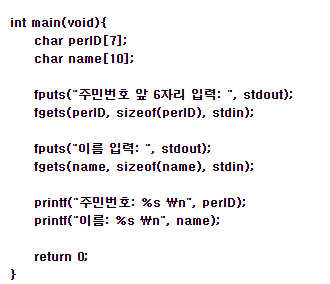 int main(void){
char perID[7];
char name[10];
fputs("주민번호 앞 6자리 입력: ", stdout);
fgets(perID, sizeof(perID), stdin);
fputs("이름 입력: ", stdout);
fgets(name, sizeof(name), stdin);
printf("주민번호: %s ₩n", perID);
printf("이름: %s ₩n", name);
return 0;
}